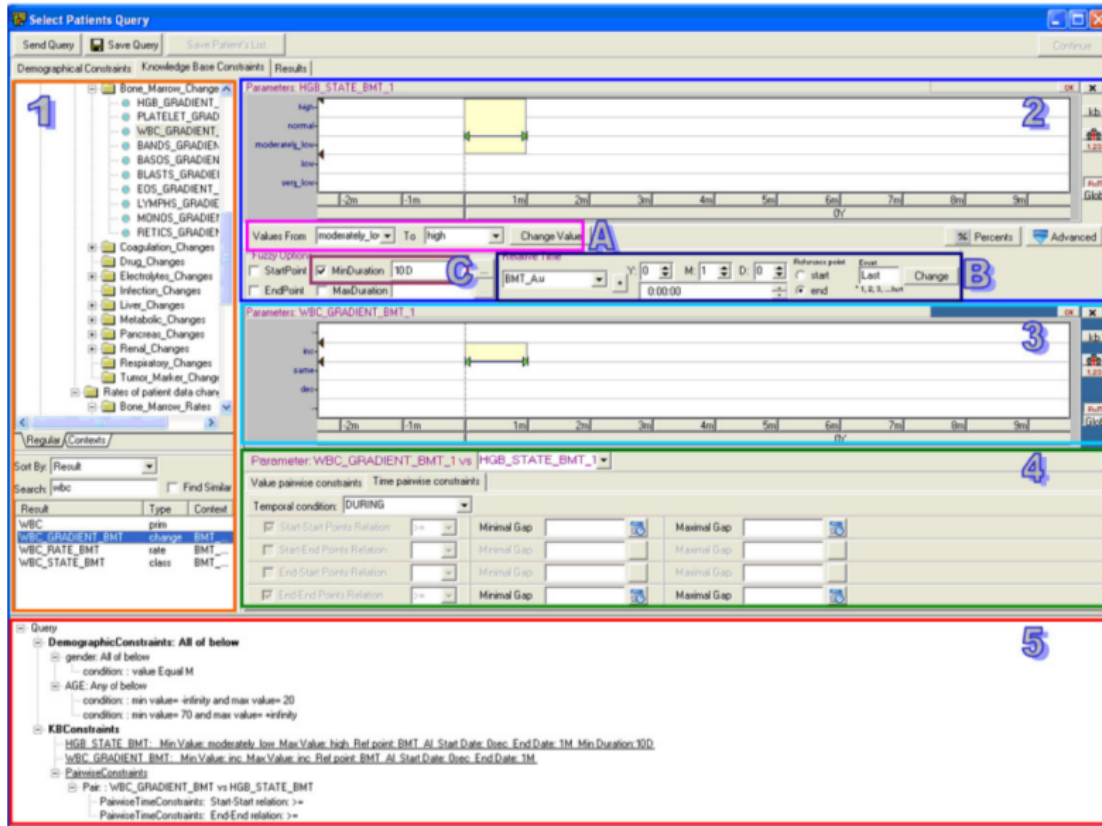 Select Patients Query
Send Query Save Query Save Patient's List Continue
Demographical Constraints Knowledge Base Constraints Results
1
Bone_Marrow_Change
HGB_GRADIENT_
PLATELET_GRAD
WBC_GRADIENT_
BANDS_GRADIEN
BASOS_GRADIEN
BLASTS_GRADIEI
EOS_GRADIENT_
LYMPHS_GRADIE
MONOS_GRADIEN
RETICS_GRADIEN
Coagulation_Changes
Drug_Changes
Electrolytes_Changes
Infection_Changes
Liver_Changes
Metabolic_Changes
Pancreas_Changes
Renal_Changes
Respiratory_Changes
Tumor_Marker_Change
Rates of patient data chan
Bone_Marrow_Rates
Regular Contexts
Sort By: Result
Search: wbc Find Similar
Result Type Context
WBC prim
WBC_GRADIENT_BMT change BMT_...
WBC_RATE_BMT rate BMT_...
WBC_STATE_BMT class BMT_...
Parameters: HGB_STATE_BMT_1
2
high
normal
moderately_low
low
very_low
-2m -1m 1m 2m 3m 4m 5m 6m 7m 8m 9m
0Y
kb
1.23
Glob
Values From moderately_lo To high Change Value A Percents Advanced
Fuzzy Options
StartPoint MinDuration 10D C ...
EndPoint MaxDuration
Relative Time
BMT_Au Y: 0 M: 1 D: 0
0:00:00
Reference point
start
end
Last Change
B
Parameters: WBC_GRADIENT_BMT_1
3
inc
same
dec
-2m -1m 1m 2m 3m 4m 5m 6m 7m 8m 9m
0Y
kb
1.23
Glob
Parameter: WBC_GRADIENT_BMT_1 vs HGB_STATE_BMT_1
4
Value pairwise constraints Time pairwise constraints
Temporal condition: DURING
Start-Start Points Relation >= Minimal Gap Maximal Gap
Start-End Points Relation Minimal Gap Maximal Gap
End-Start Points Relation Minimal Gap Maximal Gap
End-End Points Relation >= Minimal Gap Maximal Gap
5
Query
DemographicConstraints: All of below
gender: All of below
condition: : value Equal M
AGE: Any of below
condition: : min value= -infinity and max value= 20
condition: : min value= 70 and max value= +infinity
KBConstraints
HGB_STATE_BMT: Min Value: moderately_low Max Value: high Ref point: BMT_Al Start Date: 0sec End Date: 1M Min Duration:10D
WBC_GRADIENT_BMT: Min Value: inc Max Value: inc Ref point: BMT_Al Start Date: 0sec End Date: 1M
PairwiseConstraints
Pair: : WBC_GRADIENT_BMT vs HGB_STATE_BMT
PairwiseTimeConstraints: Start-Start relation: >=
PairwiseTimeConstraints: End-End relation: >=